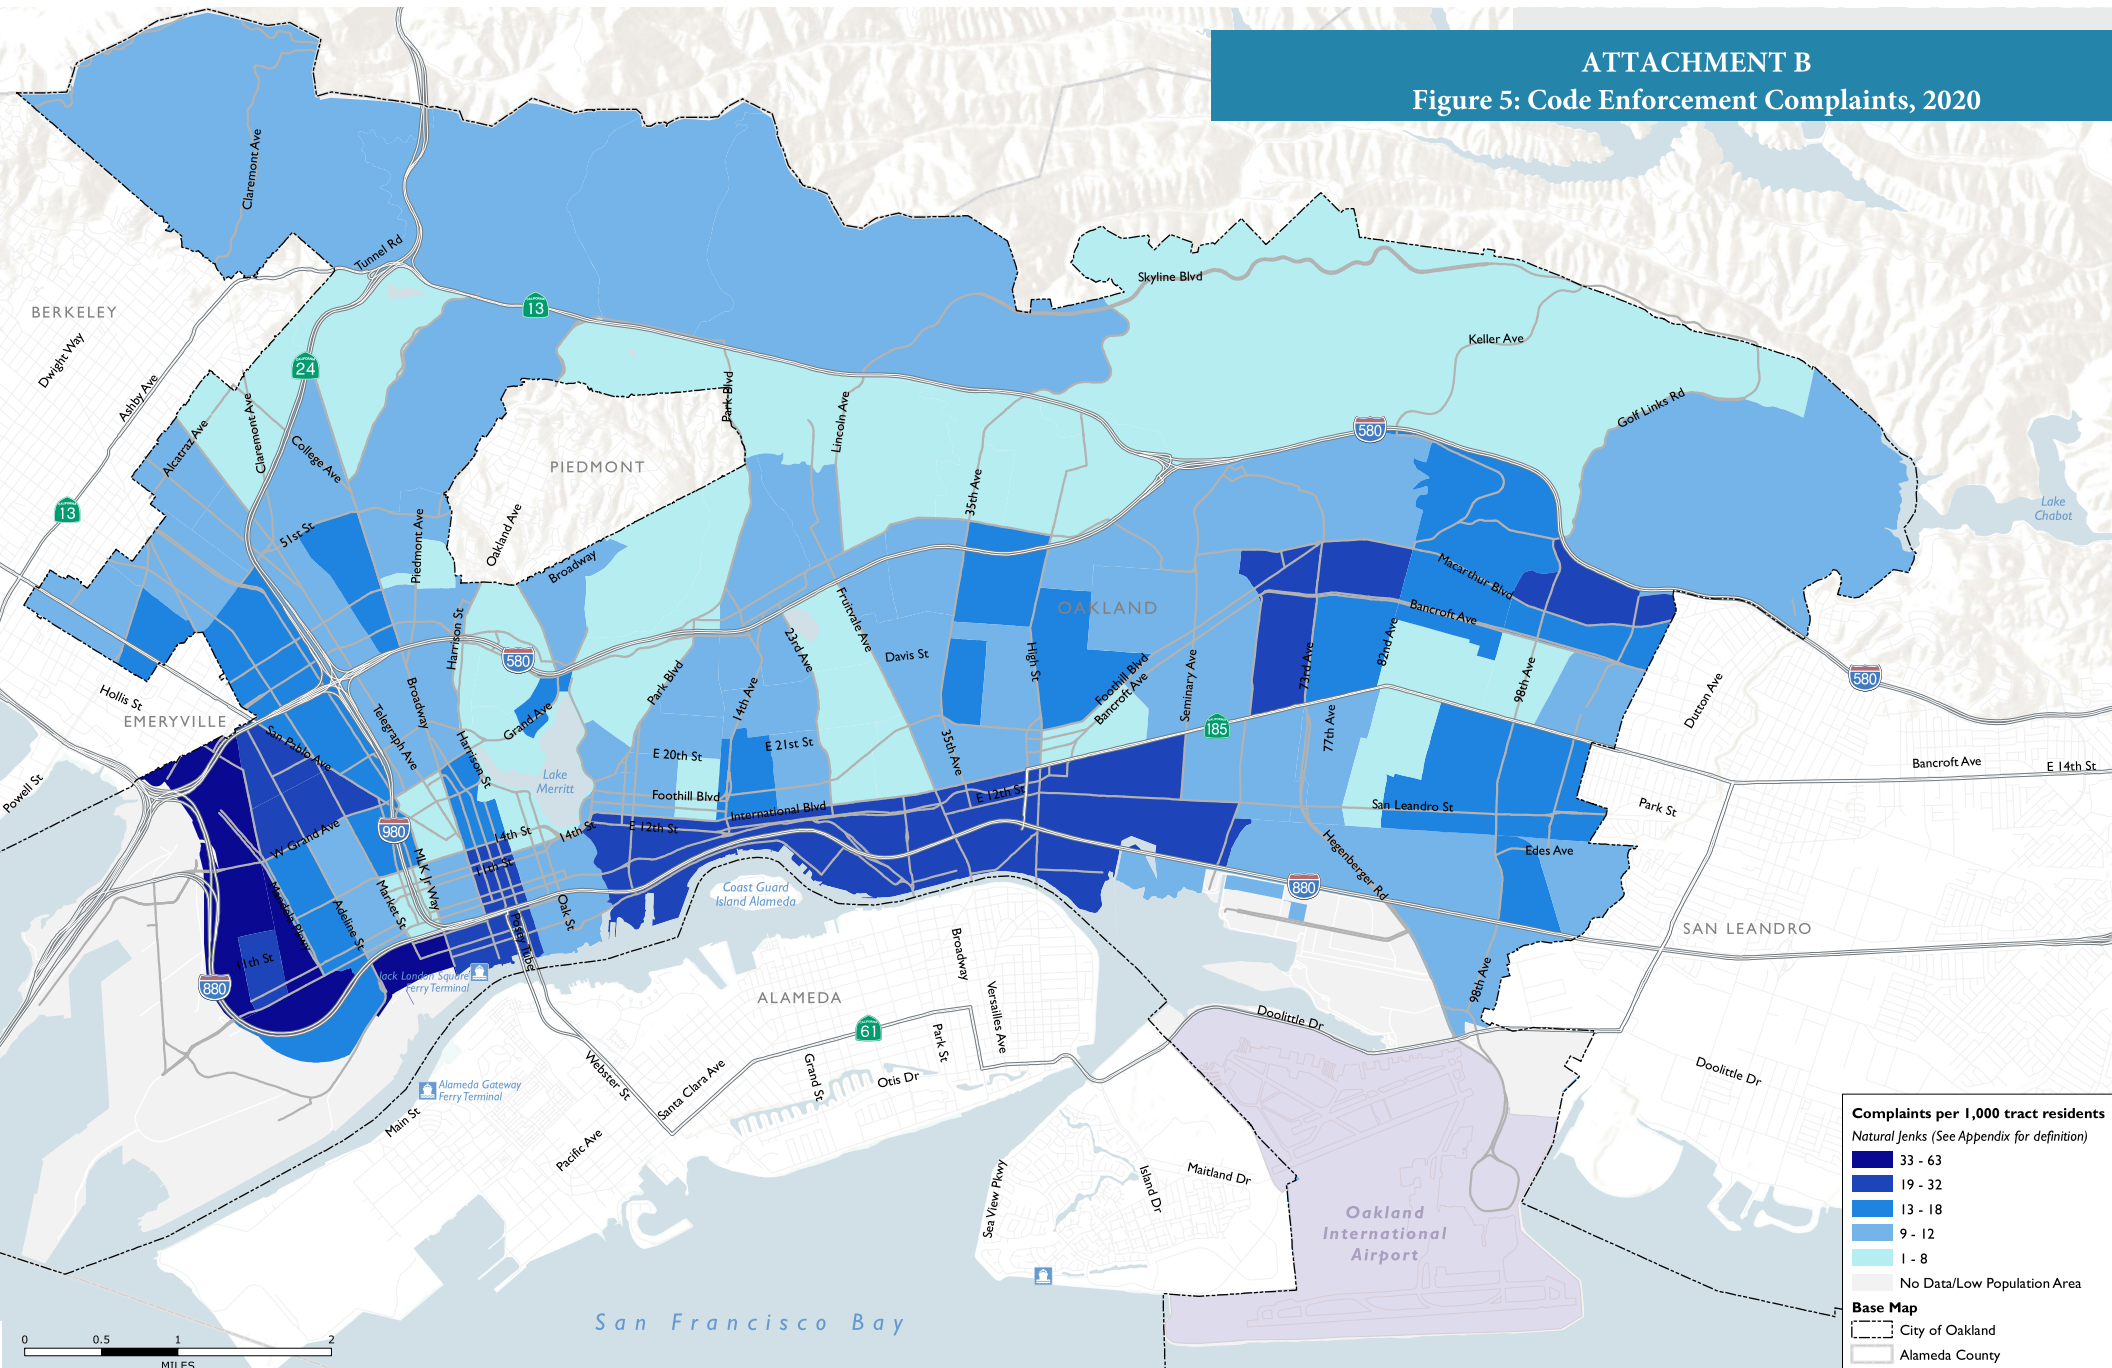 ATTACHMENT B
Figure 5: Code Enforcement Complaints, 2020
Claremont Ave
Tunnel Rd
BERKELEY
Dwight Way
Ashby Ave
13
24
13
Skyline Blvd
Keller Ave
Golf Links Rd
580
Alcatraz Ave
Claremont Ave
College Ave
51st St
Piedmont Ave
PIEDMONT
Oakland Ave
Broadway
Park Blvd
Lincoln Ave
35th Ave
Lake
Chabot
Harrison St
580
Hollis St
EMERYVILLE
San Pablo Ave
Telegraph Ave
Broadway
Harrison St
Grand Ave
Lake
Merritt
Park Blvd
14th Ave
23rd Ave
Fruitvale Ave
Davis St
High St
OAKLAND
Foothill Blvd
Bancroft Ave
Seminary Ave
73rd Ave
77th Ave
82nd Ave
Macarthur Blvd
Bancroft Ave
98th Ave
185
580
Dutton Ave
Bancroft Ave
E 14th St
Park St
E 20th St
E 21st St
Foothill Blvd
International Blvd
E 12th St
E 12th St
35th Ave
San Leandro St
Edes Ave
Hegenberger Rd
880
98th Ave
SAN LEANDRO
Powell St
W Grand Ave
980
MLK Jr Way
Market St
Adeline St
Mandela Pkwy
11th St
880
14th St
14th St
11th St
Oak St
Posey Tube
Jack London Square
Ferry Terminal
Coast Guard
Island Alameda
ALAMEDA
61
Broadway
Versailles Ave
Park St
Grand St
Otis Dr
Santa Clara Ave
Webster St
Pacific Ave
Main St
Alameda Gateway
Ferry Terminal
Doolittle Dr
Doolittle Dr
Sea View Pkwy
Island Dr
Maitland Dr
Oakland
International
Airport
San Francisco Bay
0 0.5 1 2
MILES
Complaints per 1,000 tract residents
Natural Jenks (See Appendix for definition)
33 - 63
19 - 32
13 - 18
9 - 12
1 - 8
No Data/Low Population Area
Base Map
City of Oakland
Alameda County